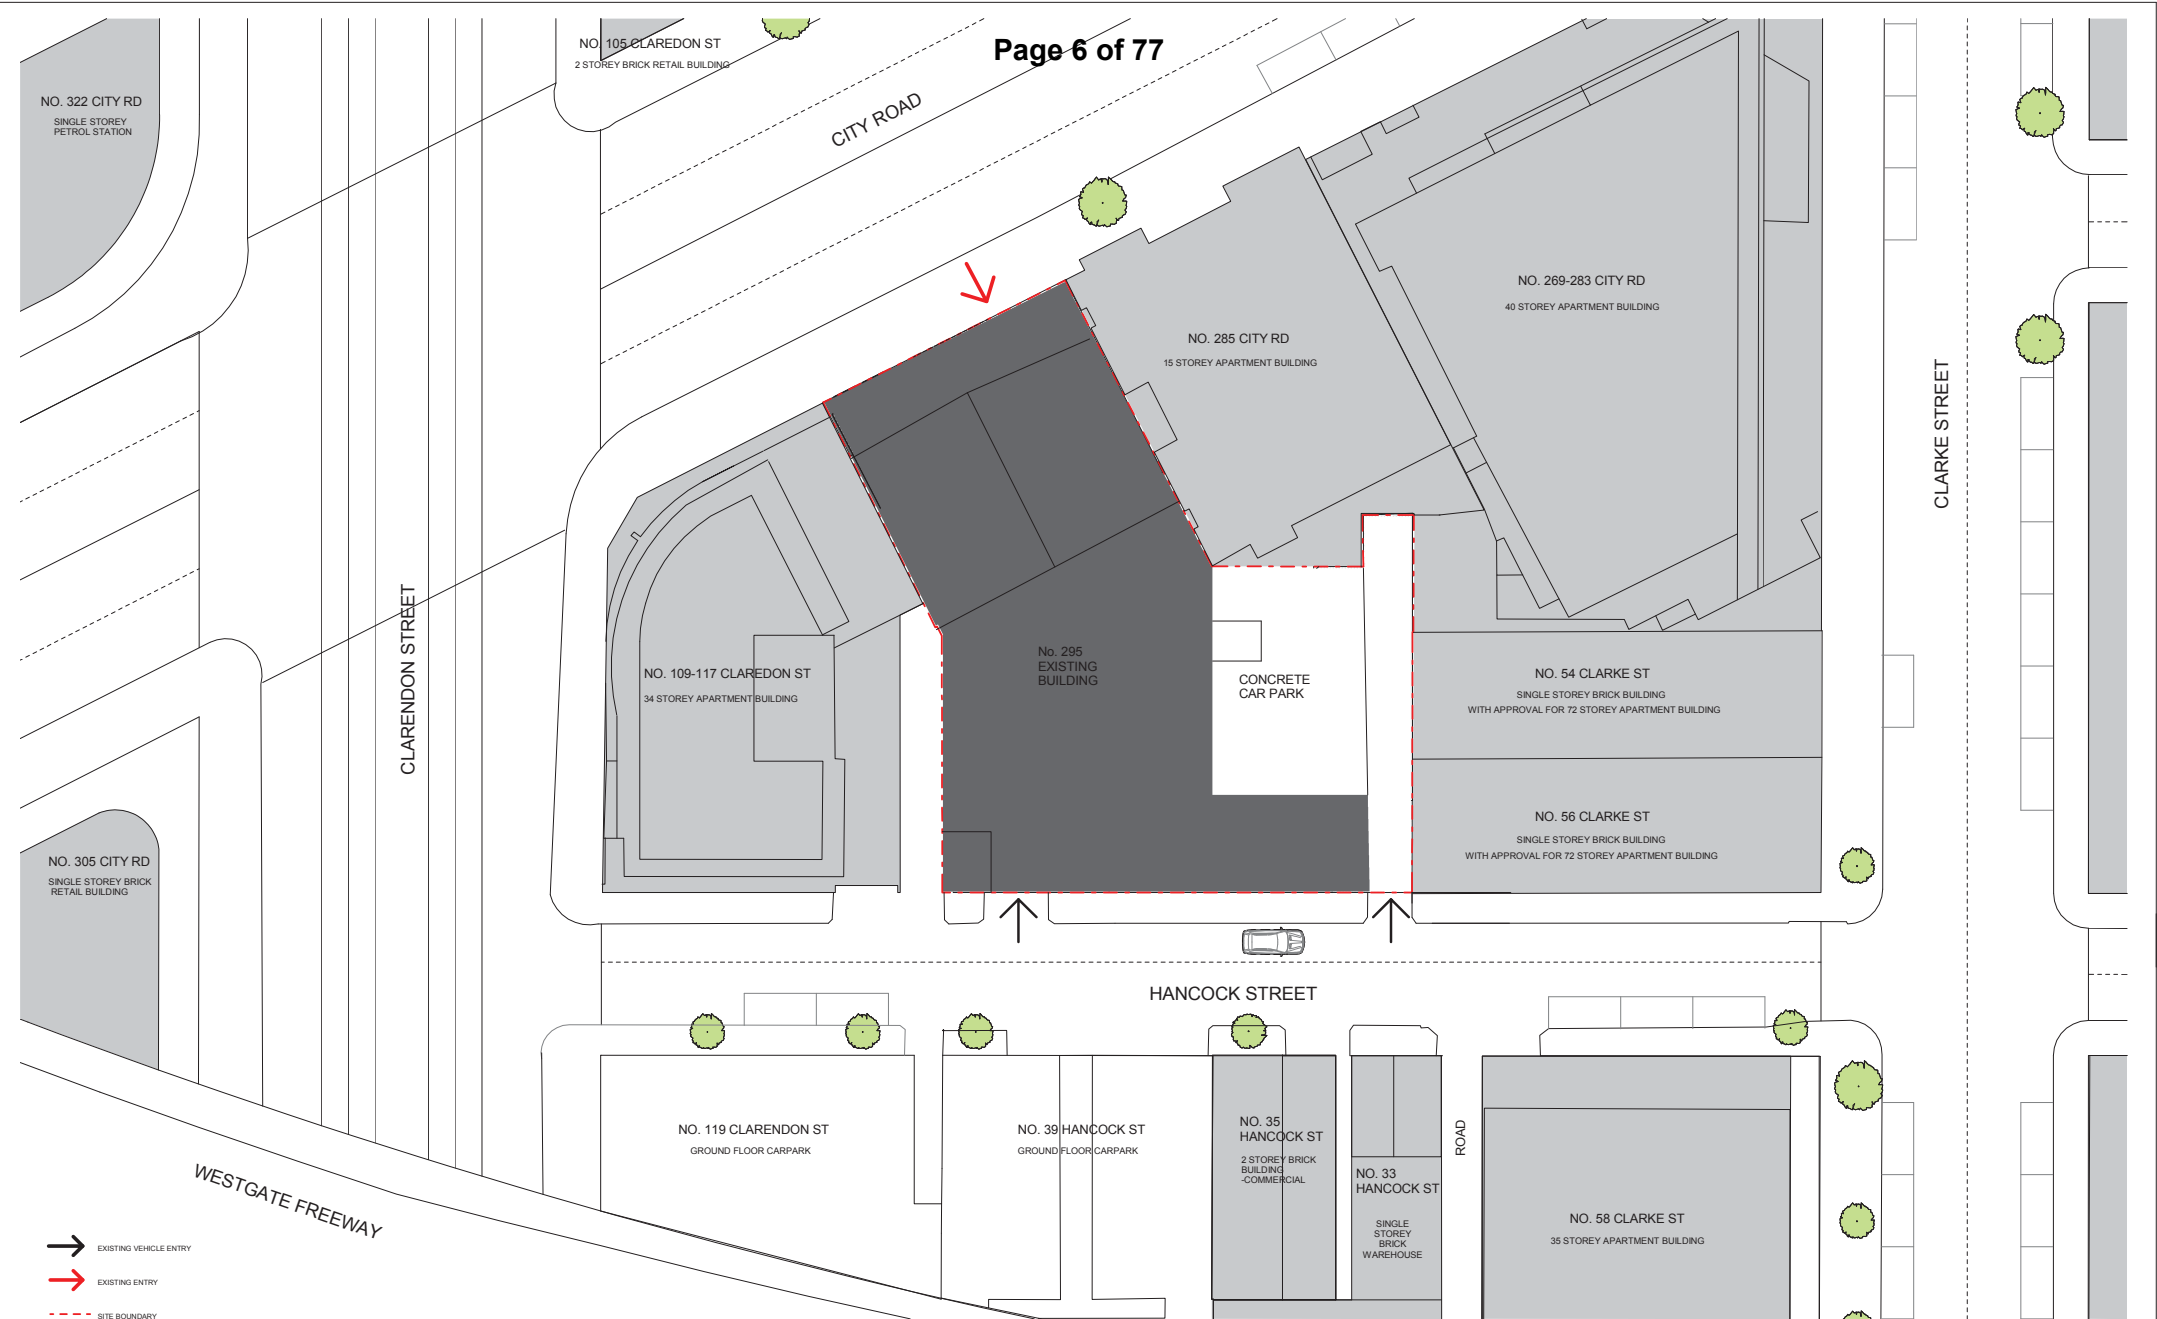 Page 6 of 77
NO. 105 CLAREDON ST
2 STOREY BRICK RETAIL BUILDING
NO. 322 CITY RD
SINGLE STOREY
PETROL STATION
CITY ROAD
NO. 269-283 CITY RD
40 STOREY APARTMENT BUILDING
NO. 285 CITY RD
15 STOREY APARTMENT BUILDING
CLARKE STREET
CLARENDON STREET
NO. 109-117 CLAREDON ST
34 STOREY APARTMENT BUILDING
No. 295
EXISTING
BUILDING
CONCRETE
CAR PARK
NO. 54 CLARKE ST
SINGLE STOREY BRICK BUILDING
WITH APPROVAL FOR 72 STOREY APARTMENT BUILDING
NO. 56 CLARKE ST
SINGLE STOREY BRICK BUILDING
WITH APPROVAL FOR 72 STOREY APARTMENT BUILDING
NO. 305 CITY RD
SINGLE STOREY BRICK
RETAIL BUILDING
HANCOCK STREET
NO. 119 CLARENDON ST
GROUND FLOOR CARPARK
NO. 39 HANCOCK ST
GROUND FLOOR CARPARK
NO. 35
HANCOCK ST
2 STOREY BRICK
BUILDING
-COMMERCIAL
NO. 33
HANCOCK ST
SINGLE
STOREY
BRICK
WAREHOUSE
ROAD
NO. 58 CLARKE ST
35 STOREY APARTMENT BUILDING
WESTGATE FREEWAY
EXISTING VEHICLE ENTRY
EXISTING ENTRY
SITE BOUNDARY